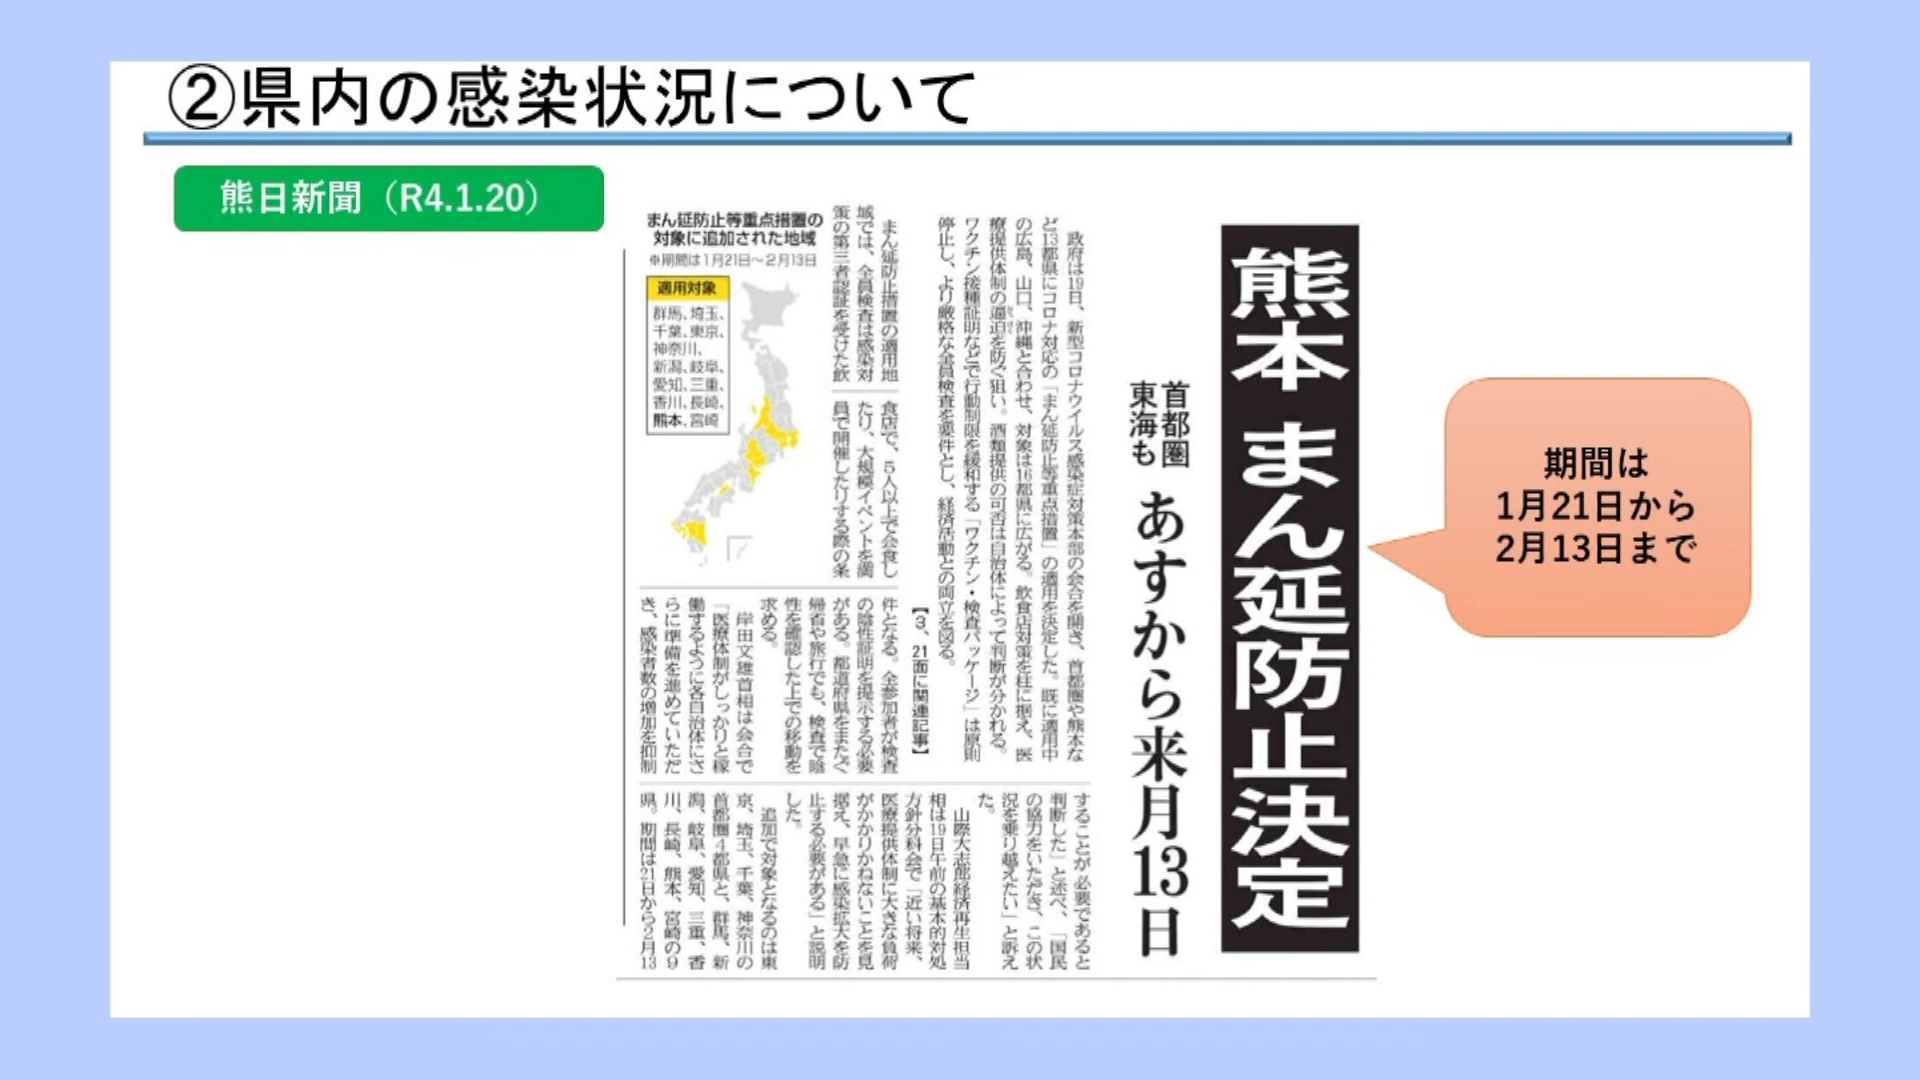 ②県内の感染状況について
熊日新聞（R4.1.20）
熊本 まん延防止決定
首都圏
東海も
あすから来月13日
期間は
1月21日から
2月13日まで
政府は19日、新型コロナウイルス感染症対策本部の会合を開き、首都圏や熊本な
ど13都県にコロナ対応の「まん延防止等重点措置」の適用を決定した。既に適用中
の広島、山口、沖縄と合わせ、対象は16都県に広がる。飲食店対策を柱に据え、医
療提供体制の逼迫を防ぐ狙い。酒類提供の可否は自治体によって判断が分かれる。
ワクチン接種証明などで行動制限を緩和する「ワクチン・検査パッケージ」は原則
停止し、より厳格な全員検査を要件とし、経済活動との両立を図る。
【3、21面に関連記事】
まん延防止等重点措置の
対象に追加された地域
※期間は1月21日～2月13日
適用対象
群馬、埼玉、
千葉、東京、
神奈川、
新潟、岐阜、
愛知、三重、
香川、長崎、
熊本、宮崎
まん延防止措置の適用地
域では、全員検査は感染対
策の第三者認証を受けた飲
食店で、5人以上で会食し
たり、大規模イベントを満
員で開催したりする際の条
件となる。全参加者が検査
の陰性証明を提示する必要
がある。都道府県をまたぐ
帰省や旅行でも、検査で陰
性を確認した上での移動を
求める。
岸田文雄首相は会合で
「医療体制がしっかりと稼
働するように各自治体にさ
らに準備を進めていただ
き、感染者数の増加を抑制
することが必要であると
判断した」と述べ、「国民
の協力をいただき、この状
況を乗り越えたい」と訴え
た。
山際大志郎経済再生担当
相は19日午前の基本的対処
方針分科会で「近い将来、
医療提供体制に大きな負荷
がかかりかねないことを見
据え、早急に感染拡大を防
止する必要がある」と説明
した。
追加で対象となるのは東
京、埼玉、千葉、神奈川の
首都圏4都県と、群馬、新
潟、岐阜、愛知、三重、香
川、長崎、熊本、宮崎の9
県。期間は21日から2月13